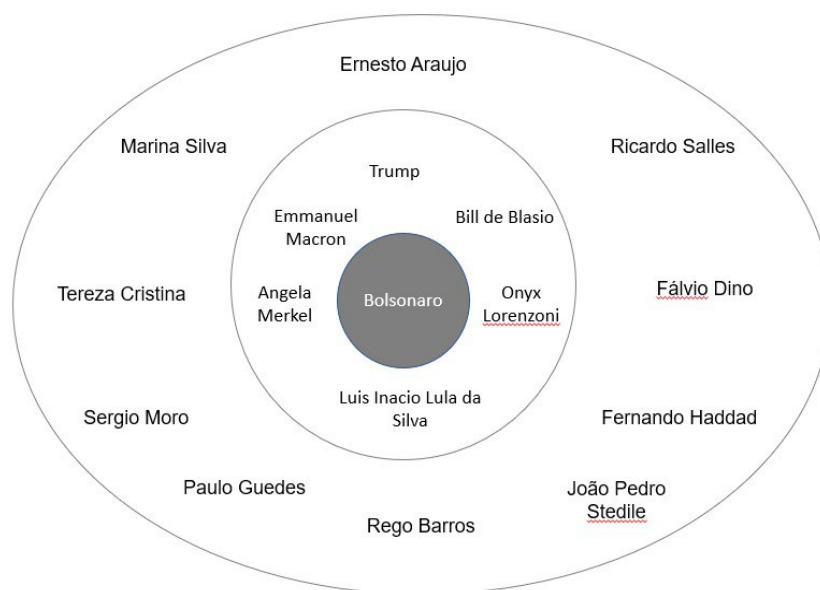 Ernesto Araujo
Marina Silva
Ricardo Salles
Trump
Emmanuel
Macron
Bill de Blasio
Tereza Cristina
Angela
Merkel
Bolsonaro
Onyx
Lorenzoni
Fálvio Dino
Luis Inacio Lula da
Silva
Sergio Moro
Fernando Haddad
Paulo Guedes
João Pedro
Stedile
Rego Barros